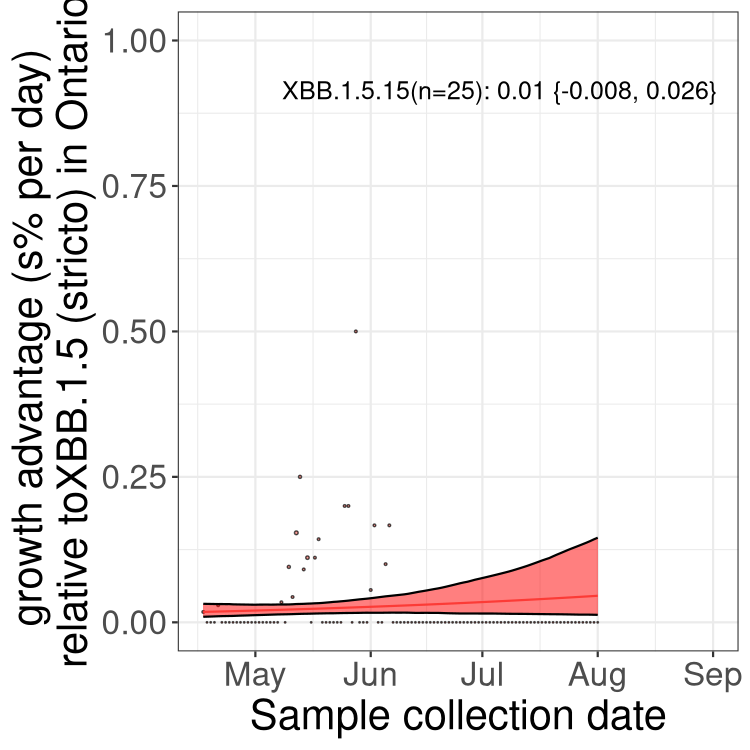 growth advantage (s% per day)
relative toXBB.1.5 (stricto) in Ontario
1.00
XBB.1.5.15(n=25): 0.01 {-0.008, 0.026}
0.75
0.50
0.25
0.00
May Jun Jul Aug Sep
Sample collection date